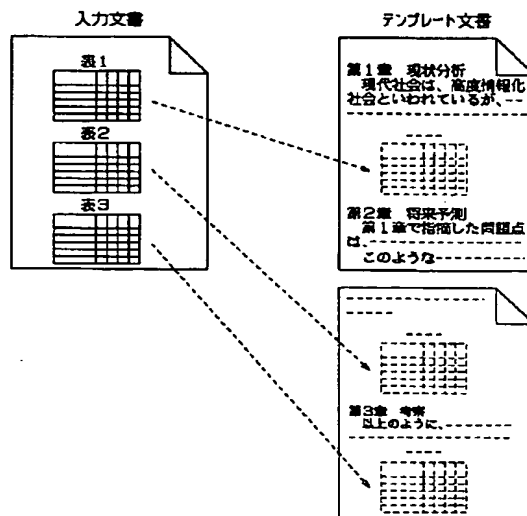 入力文書
表1
表2
表3
テンプレート文書
第1章 現状分析
現代社会は、高度情報化
社会といわれているが、
第2章 将来予測
第1章で指摘した問題点
は、
このような
第3章 考察
以上のように、